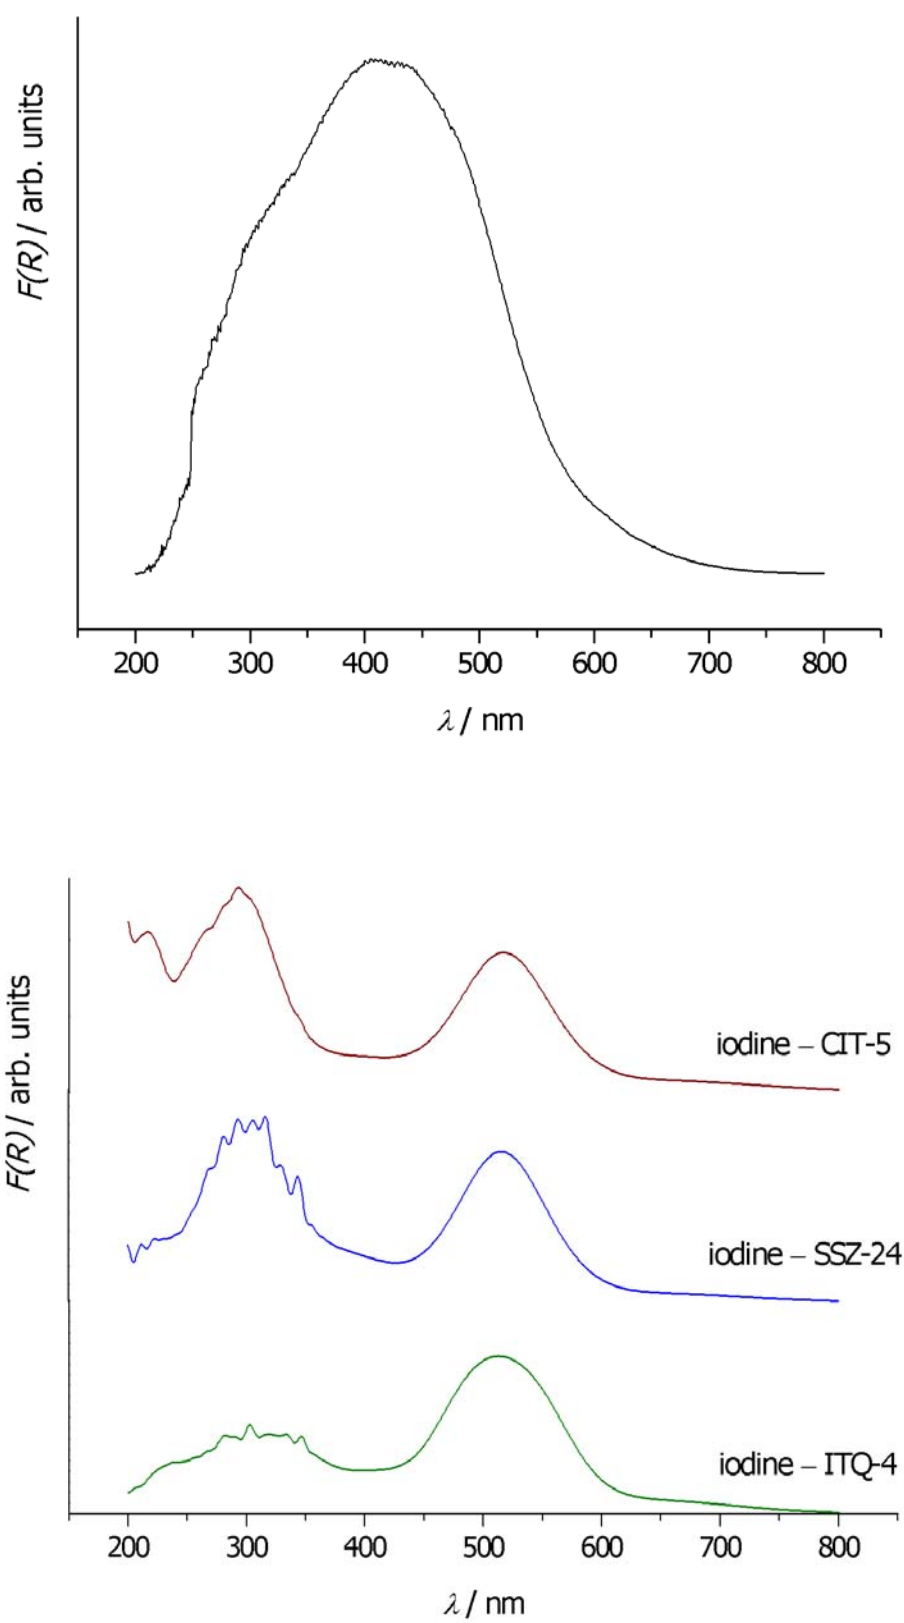 F(R) / arb. units
200 300 400 500 600 700 800
λ / nm
F(R) / arb. units
iodine – CIT-5
iodine – SSZ-24
iodine – ITQ-4
200 300 400 500 600 700 800
λ / nm